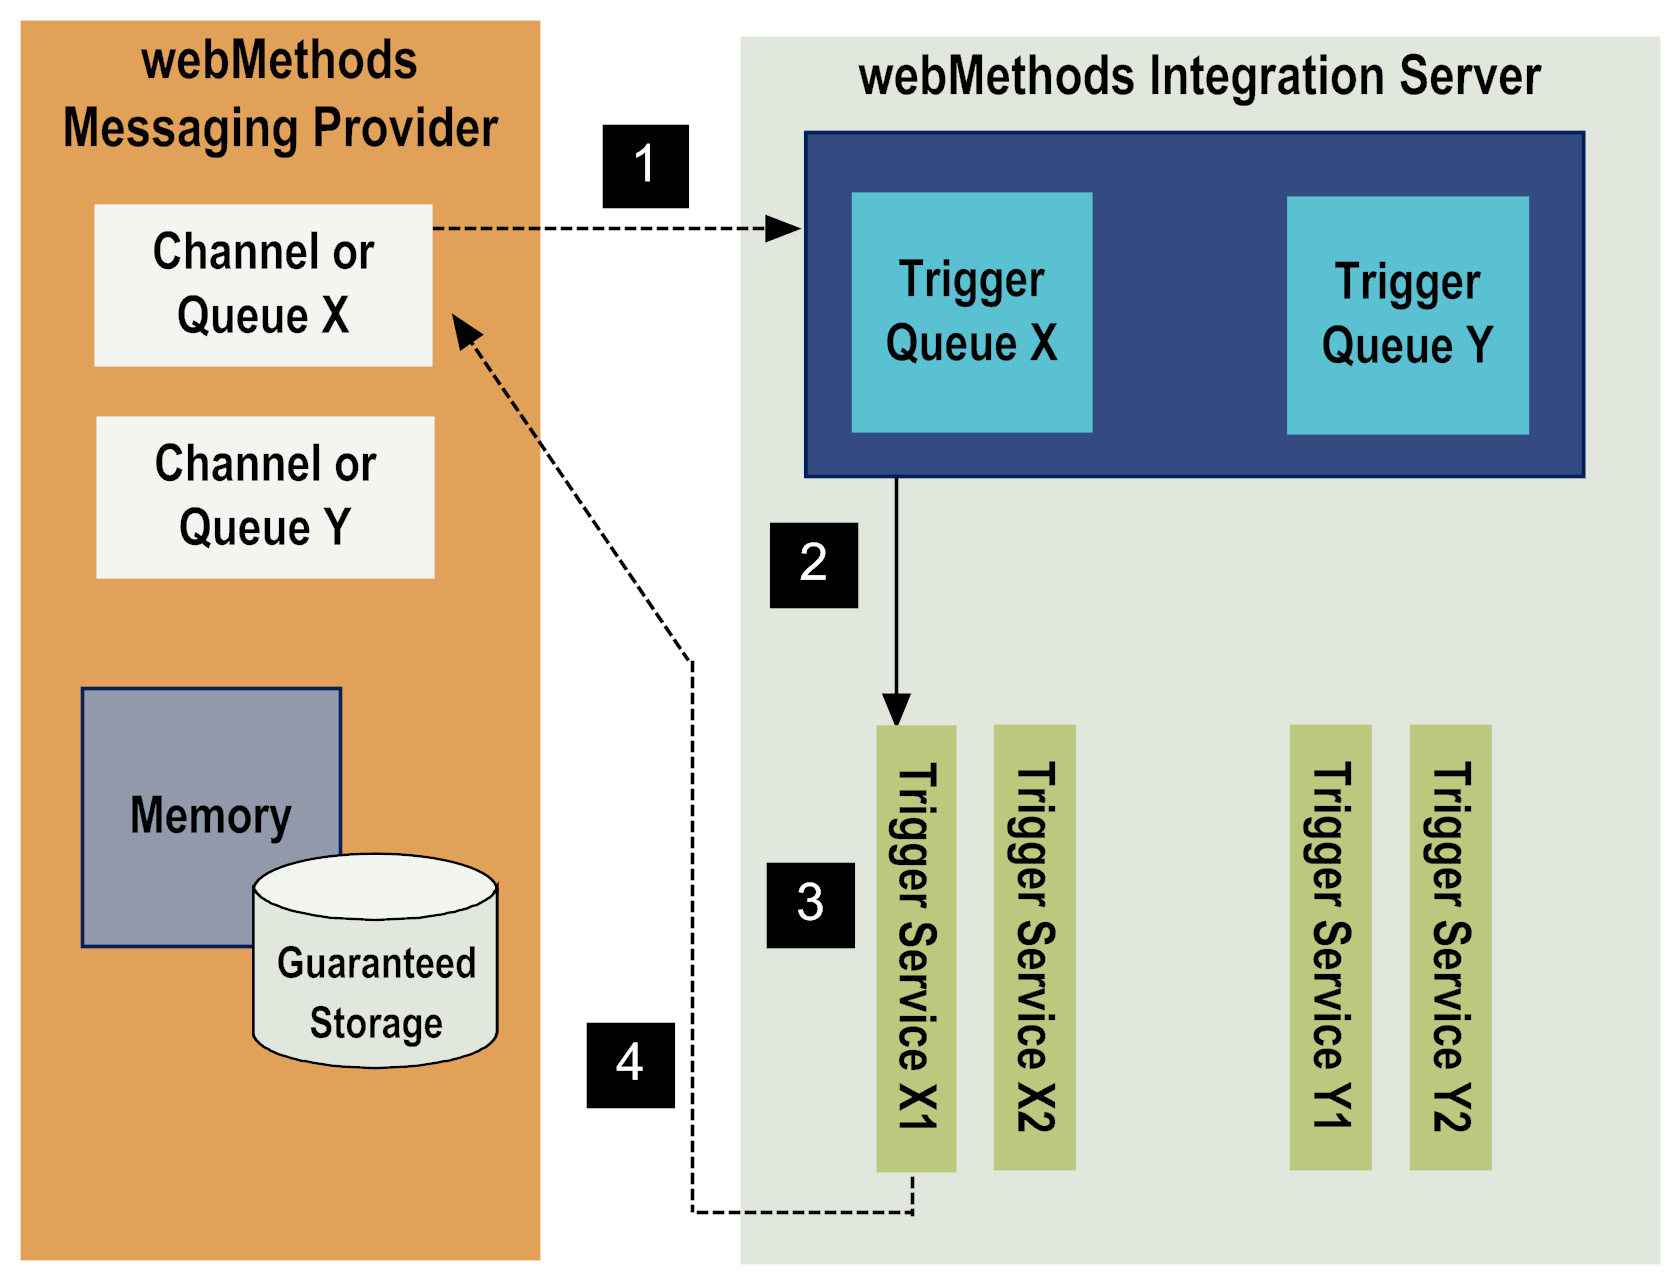 webMethods
Messaging Provider
Channel or
Queue X
Channel or
Queue Y
Memory
Guaranteed
Storage
1
2
3
4
webMethods Integration Server
Trigger
Queue X
Trigger
Queue Y
Trigger Service X1
Trigger Service X2
Trigger Service Y1
Trigger Service Y2